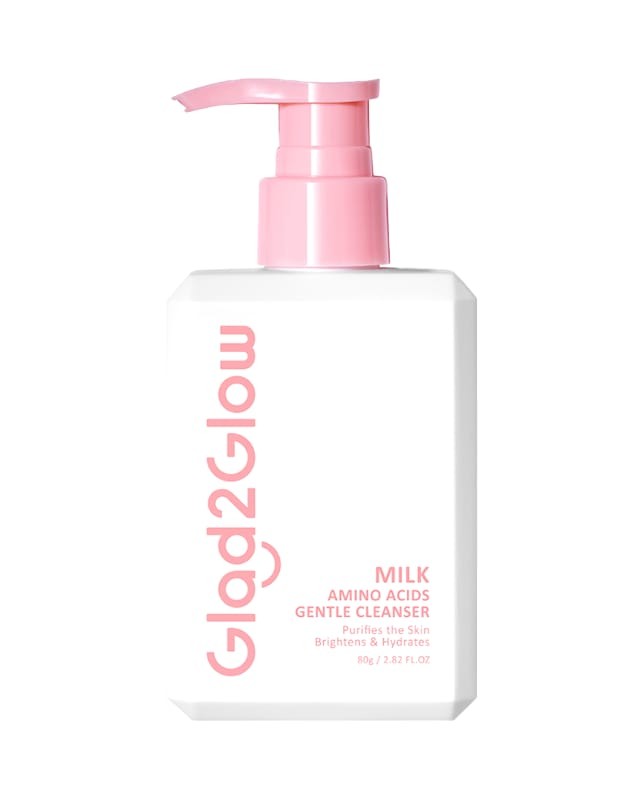 Glad2Glow
MILK
AMINO ACIDS
GENTLE CLEANSER
Purifies the Skin
Brightens & Hydrates
80g / 2.82 FL.OZ